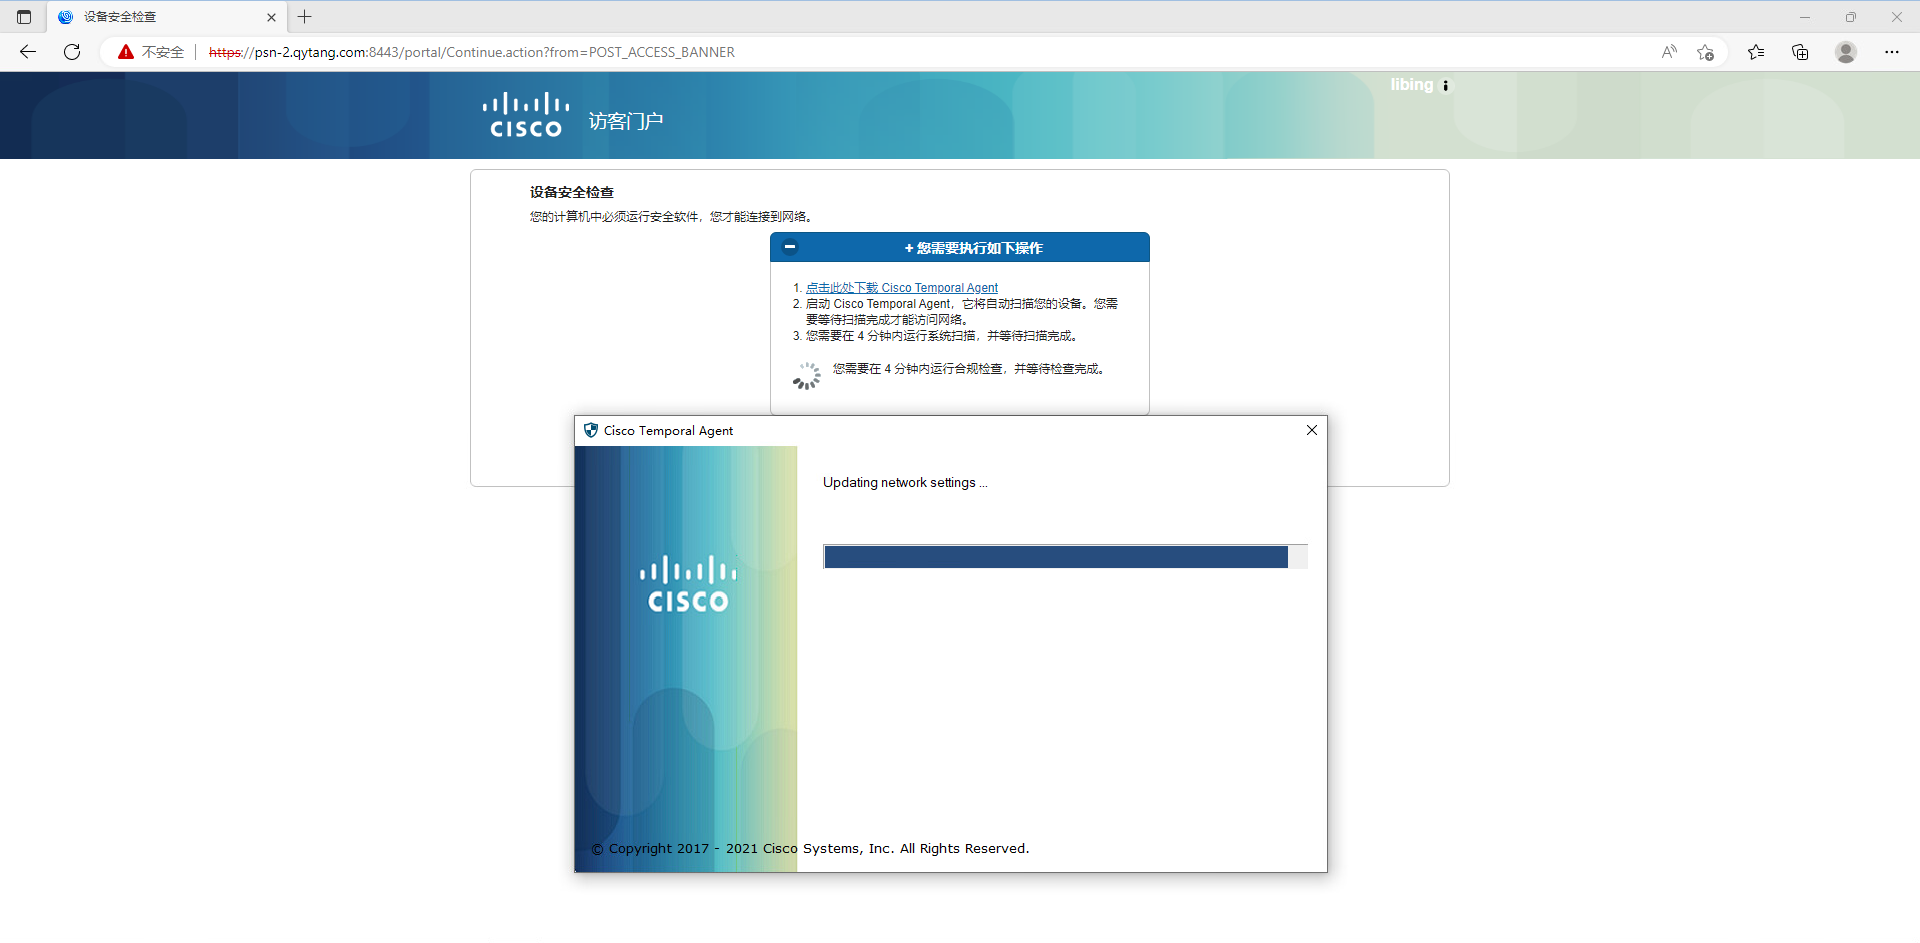 设备安全检查
不安全
https://psn-2.qytang.com:8443/portal/Continue.action?from=POST_ACCESS_BANNER
libing
CISCO
访客门户
设备安全检查
您的计算机中必须运行安全软件，您才能连接到网络。
+ 您需要执行如下操作
1. 点击此处下载 Cisco Temporal Agent
2. 启动 Cisco Temporal Agent，它将自动扫描您的设备。您需
要等待扫描完成才能访问网络。
3. 您需要在 4 分钟内运行系统扫描，并等待扫描完成。
您需要在 4 分钟内运行合规检查，并等待检查完成。
Cisco Temporal Agent
Updating network settings ...
CISCO
© Copyright 2017 - 2021 Cisco Systems, Inc. All Rights Reserved.